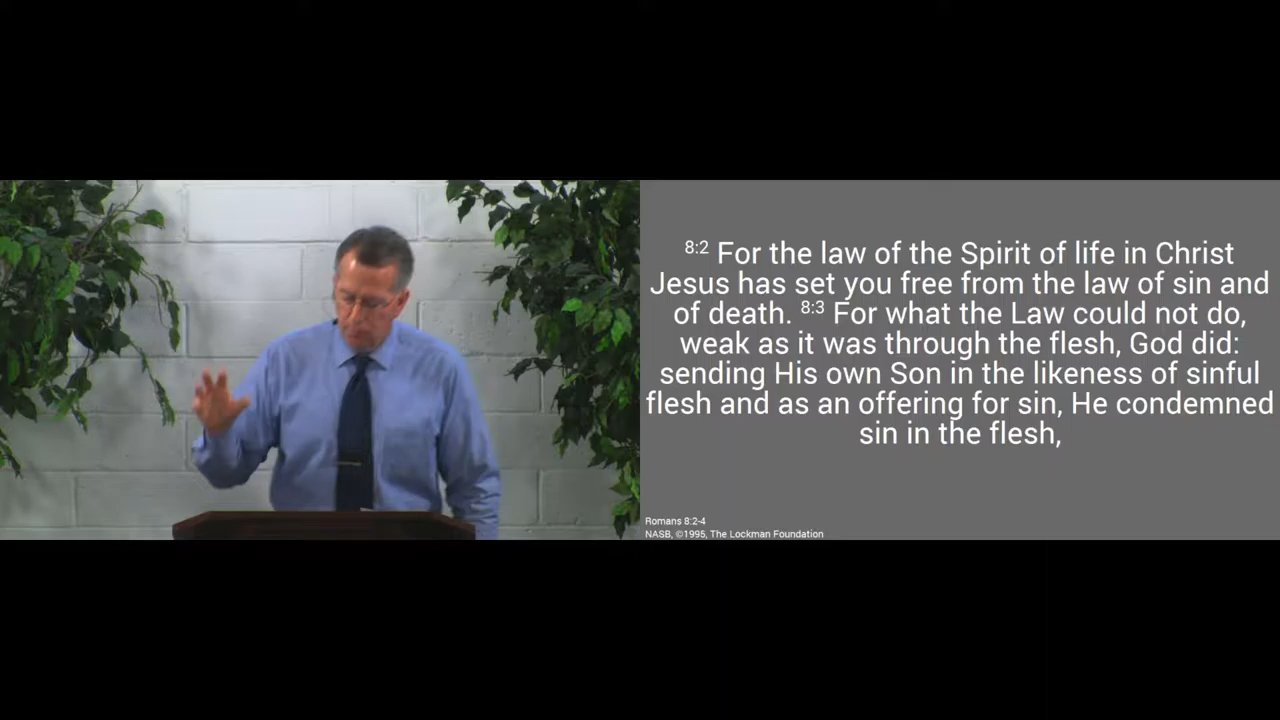 8:2 For the law of the Spirit of life in Christ
Jesus has set you free from the law of sin and
of death. 8:3 For what the Law could not do,
weak as it was through the flesh, God did:
sending His own Son in the likeness of sinful
flesh and as an offering for sin, He condemned
sin in the flesh,
Romans 8:2-4
NASB, ©1995, The Lockman Foundation